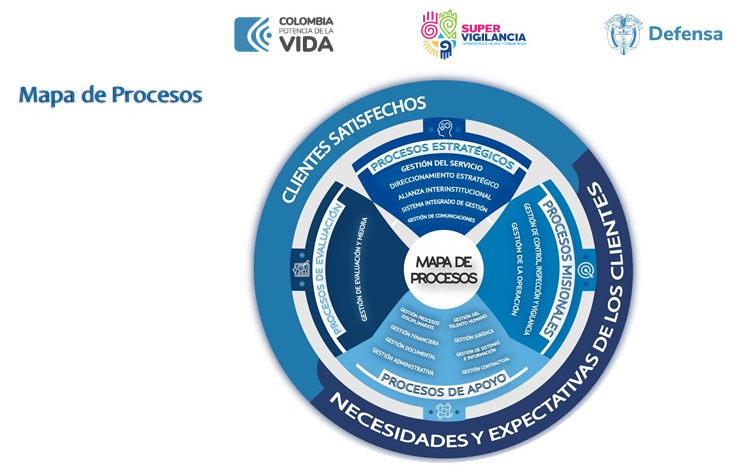 COLOMBIA
POTENCIA DE LA
VIDA
SUPER
VIGILANCIA
Defensa
Mapa de Procesos
CLIENTES SATISFECHOS
PROCESOS ESTRATÉGICOS
GESTIÓN DEL SERVICIO
DIRECCIONAMIENTO ESTRATÉGICO
ALIANZA INTERINSTITUCIONAL
SISTEMA INTEGRADO DE GESTIÓN
GESTIÓN DE COMUNICACIONES
PROCESOS DE EVALUACIÓN
GESTIÓN DE EVALUACIÓN Y MEJORA
MAPA DE
PROCESOS
PROCESOS MISIONALES
GESTIÓN DE CONTROL, INSPECCIÓN Y VIGILANCIA
GESTIÓN DE LA OPERACIÓN
GESTIÓN PROCESOS
DISCIPLINARIOS
GESTIÓN FINANCIERA
GESTIÓN DOCUMENTAL
GESTIÓN ADMINISTRATIVA
GESTIÓN DEL
TALENTO HUMANO
GESTIÓN JURÍDICA
GESTIÓN DE SISTEMAS
E INFORMACIÓN
GESTIÓN CONTRACTUAL
PROCESOS DE APOYO
NECESIDADES Y EXPECTATIVAS DE LOS CLIENTES